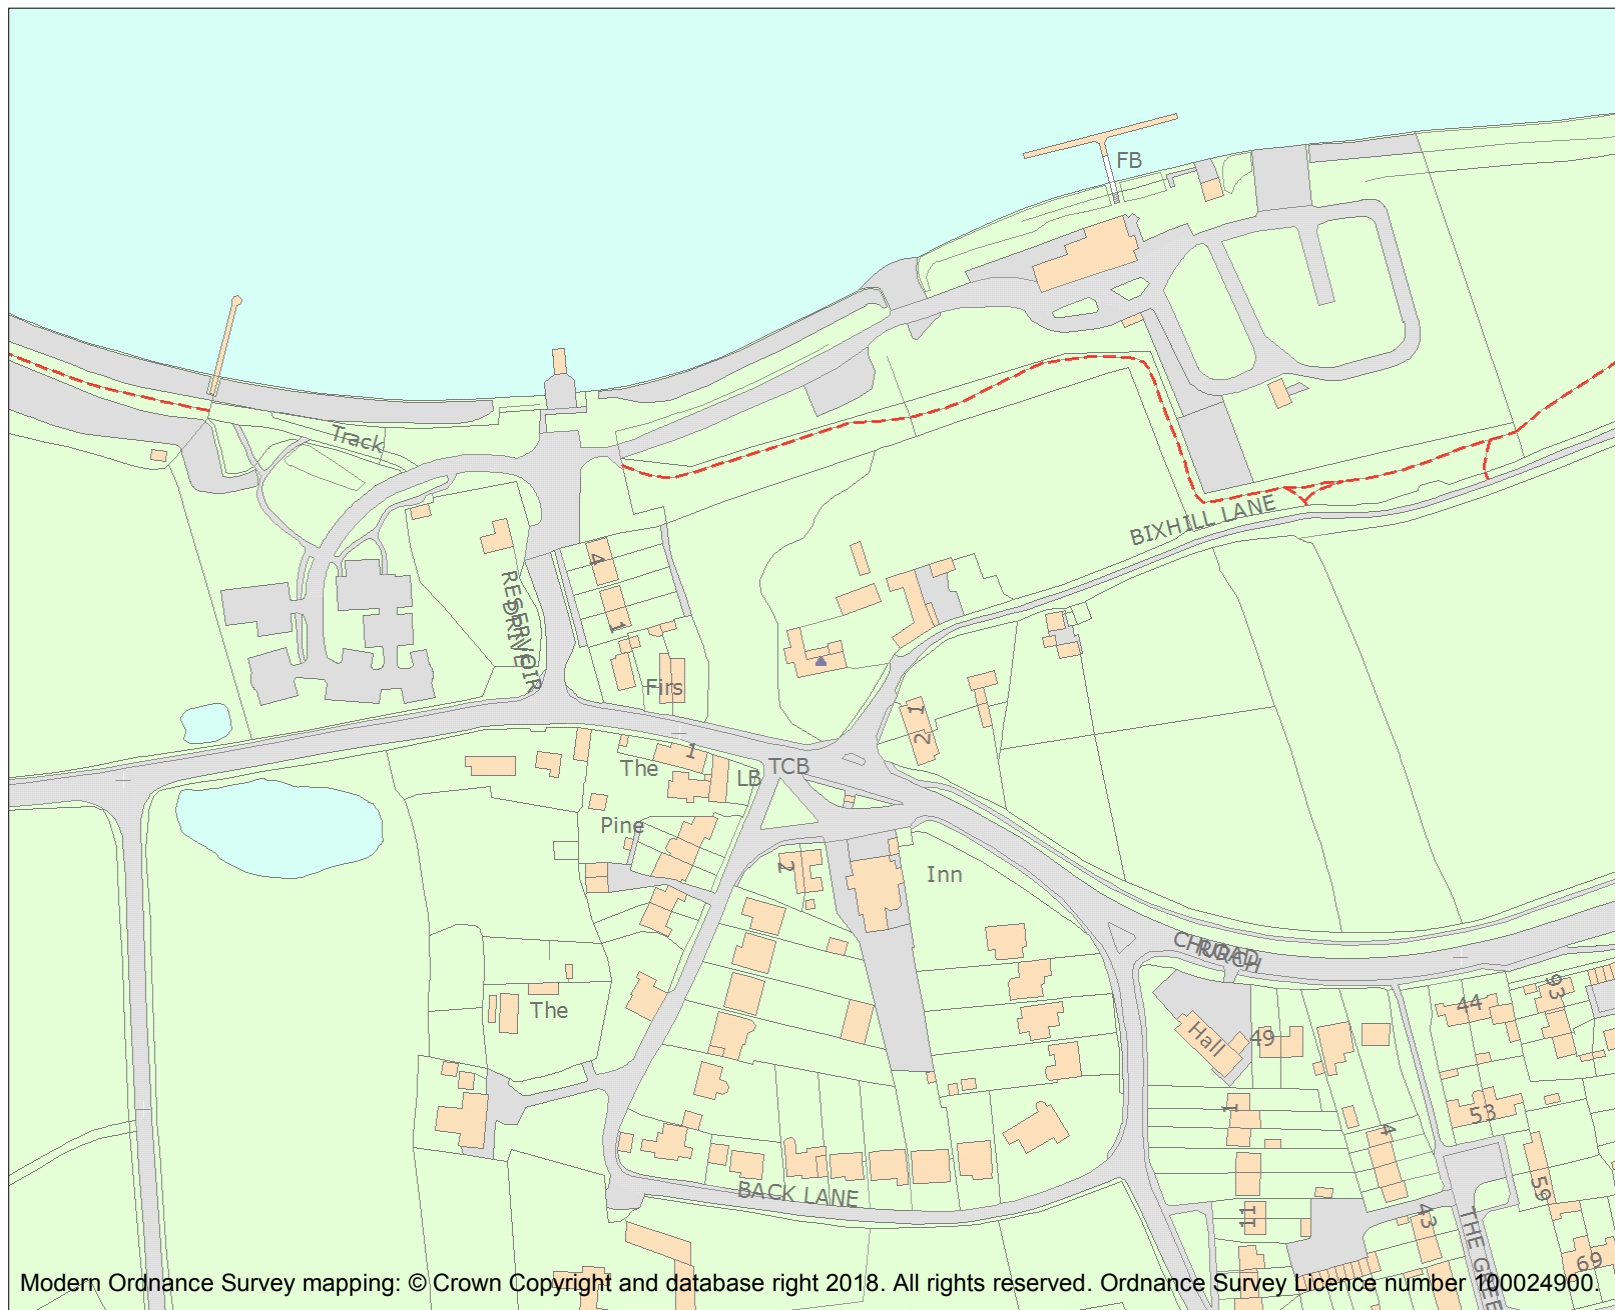 FB
Track
BIXHILL LANE
4
RESERVOIR
DRIVE
1
Firs
1
2
1
The
TCB
LB
Pine
2
Inn
CHURCH
ROAD
93
44
The
Hall
49
1
4
53
59
BACK LANE
11
43
THE GREE
69
Modern Ordnance Survey mapping: © Crown Copyright and database right 2018. All rights reserved. Ordnance Survey Licence number 100024900.